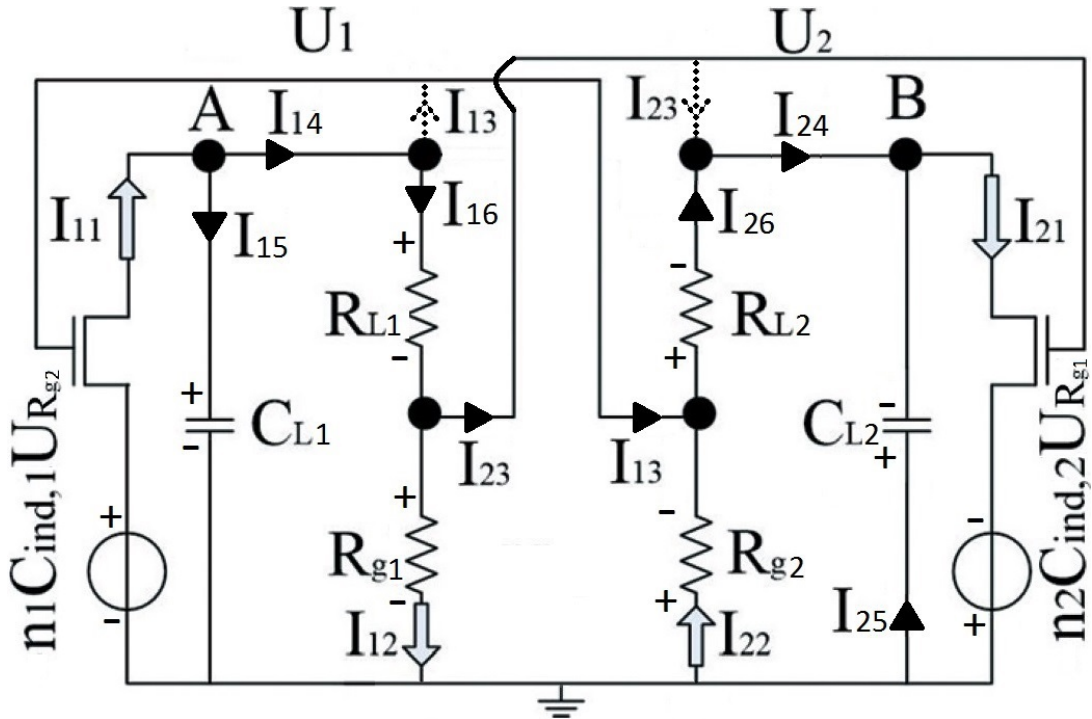 U1 U2
A I14 I13 I23 I24 B
I11 I15 I16 I26 I21
+ -
RL1 RL2
- +
n1Cind,1URg2 + CL1 - I23 I13 - CL2 + n2Cind,2URg1
+ + - -
Rg1 Rg2
- - + +
I12 I22 I25